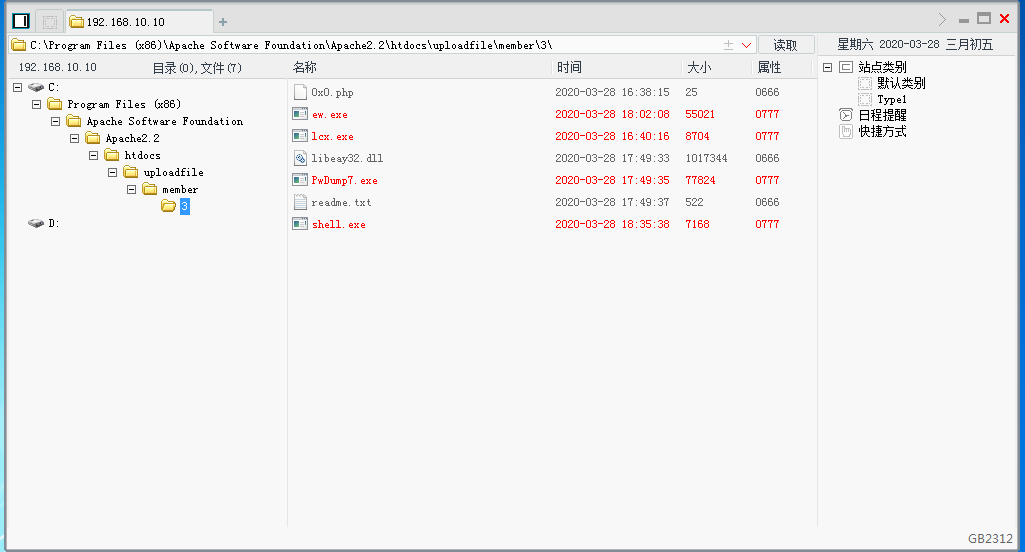 192.168.10.10
C:\Program Files (x86)\Apache Software Foundation\Apache2.2\htdocs\uploadfile\member\3\ 读取 星期六 2020-03-28 三月初五
192.168.10.10 目录(0),文件(7)
C:
Program Files (x86)
Apache Software Foundation
Apache2.2
htdocs
uploadfile
member
3
D:
名称 时间 大小 属性
0x0.php 2020-03-28 16:38:15 25 0666
ew.exe 2020-03-28 18:02:08 55021 0777
lcx.exe 2020-03-28 16:40:16 8704 0777
libeay32.dll 2020-03-28 17:49:33 1017344 0666
PwDump7.exe 2020-03-28 17:49:35 77824 0777
readme.txt 2020-03-28 17:49:37 522 0666
shell.exe 2020-03-28 18:35:38 7168 0777
站点类别
默认类别
Type1
日程提醒
快捷方式
GB2312